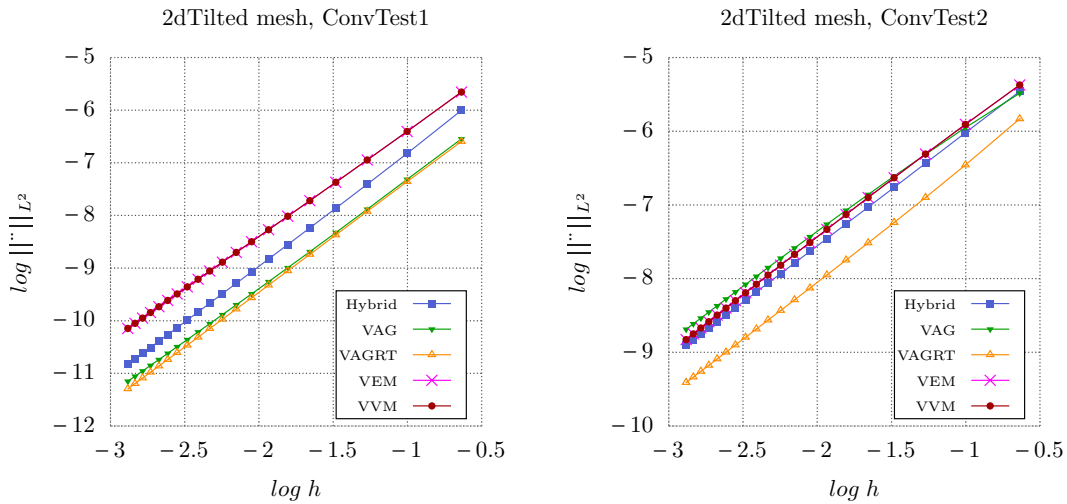 2dTilted mesh, ConvTest1
log ||¨||L²
−5
−6
−7
−8
−9
−10
−11
−12
−3
−2.5
−2
−1.5
−1
−0.5
log h
Hybrid
VAG
VAGRT
VEM
VVM
2dTilted mesh, ConvTest2
log ||¨||L²
−5
−6
−7
−8
−9
−10
−3
−2.5
−2
−1.5
−1
−0.5
log h
Hybrid
VAG
VAGRT
VEM
VVM